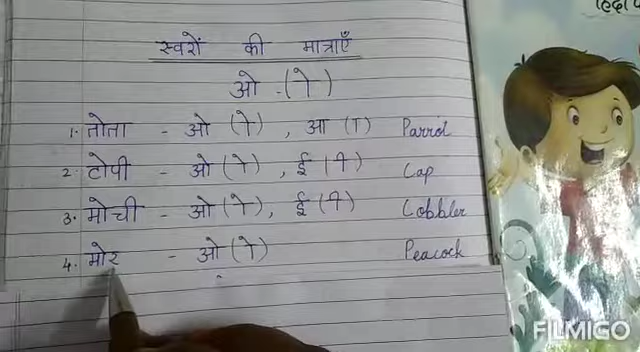 हिंदी
स्वरों की मात्राएँ
ओ - (ो)
1. तोता - ओ (ो), आ (ा) Parrot
2. टोपी - ओ (ो), ई (ी) Cap
3. मोची - ओ (ो), ई (ी) Cobbler
4. मोर - ओ (ो) Peacock
FILMIGO